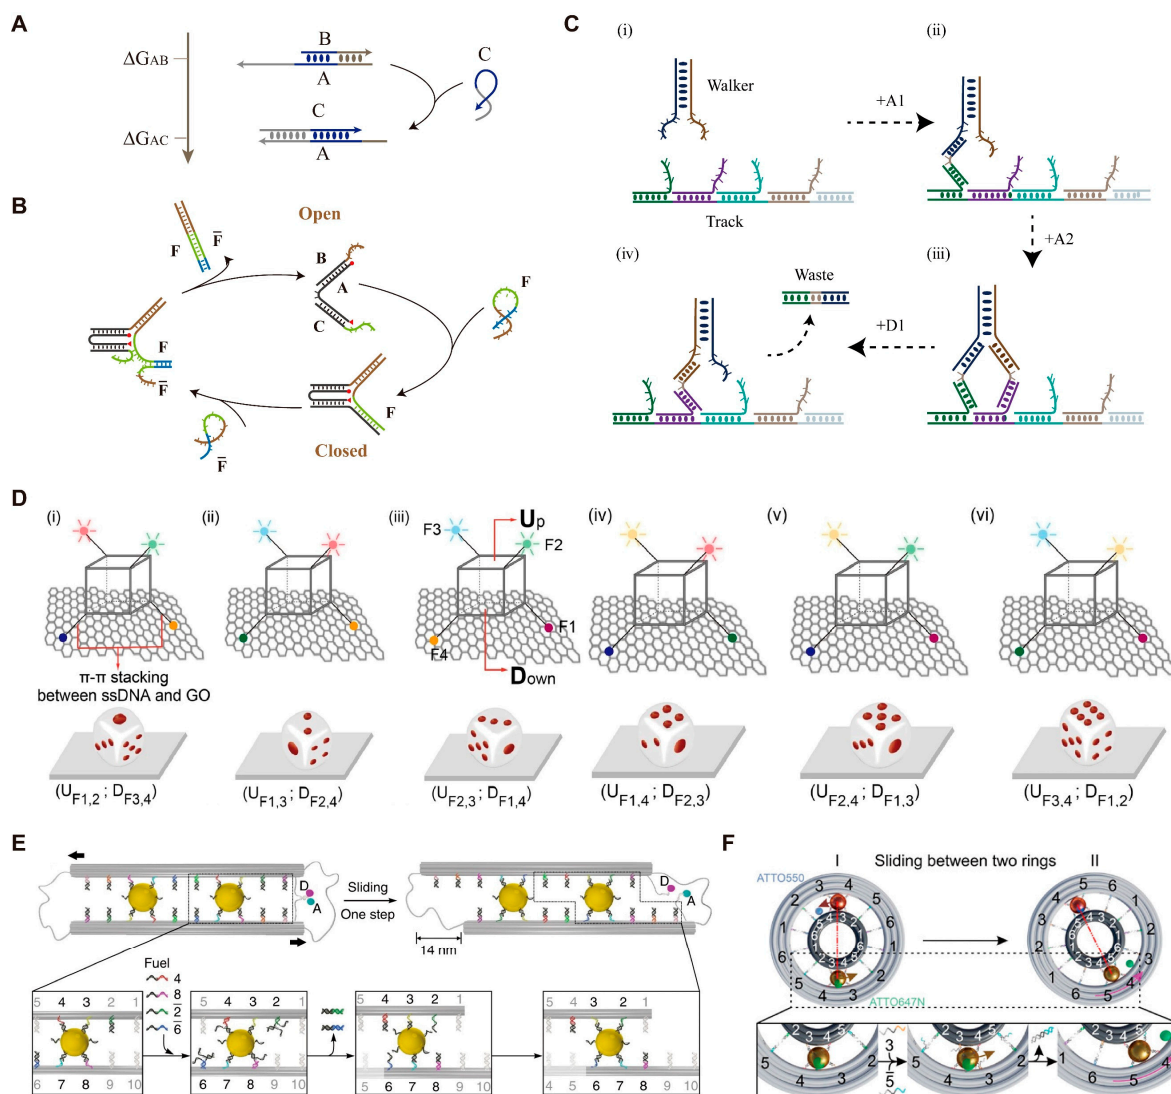 A
ΔGAB
B
A
C
C
ΔGAC
A
B
Open
F
F̅
B
A
C
F
F
F̅
F
F̅
Closed
C
(i)
(ii)
Walker
+A1
Track
+A2
(iv)
Waste
(iii)
+D1
D
(i)
(ii)
(iii)
(iv)
(v)
(vi)
F3
Up
F2
F1
F4
Down
π-π stacking
between ssDNA and GO
(UF1,2 ; DF3,4)
(UF1,3 ; DF2,4)
(UF2,3 ; DF1,4)
(UF1,4 ; DF2,3)
(UF2,4 ; DF1,3)
(UF3,4 ; DF1,2)
E
D
A
Sliding
One step
D
A
14 nm
Fuel
4
8
2̅
6̅
5 4 3 2 1
6 7 8 9 10
5 4 3 2 1
6 7 8 9 10
5 4 3 2 1
6 7 8 9 10
5 4 3 2 1
6 7 8 9 10
F
I
Sliding between two rings
II
ATTO550
ATTO647N
3
5̅